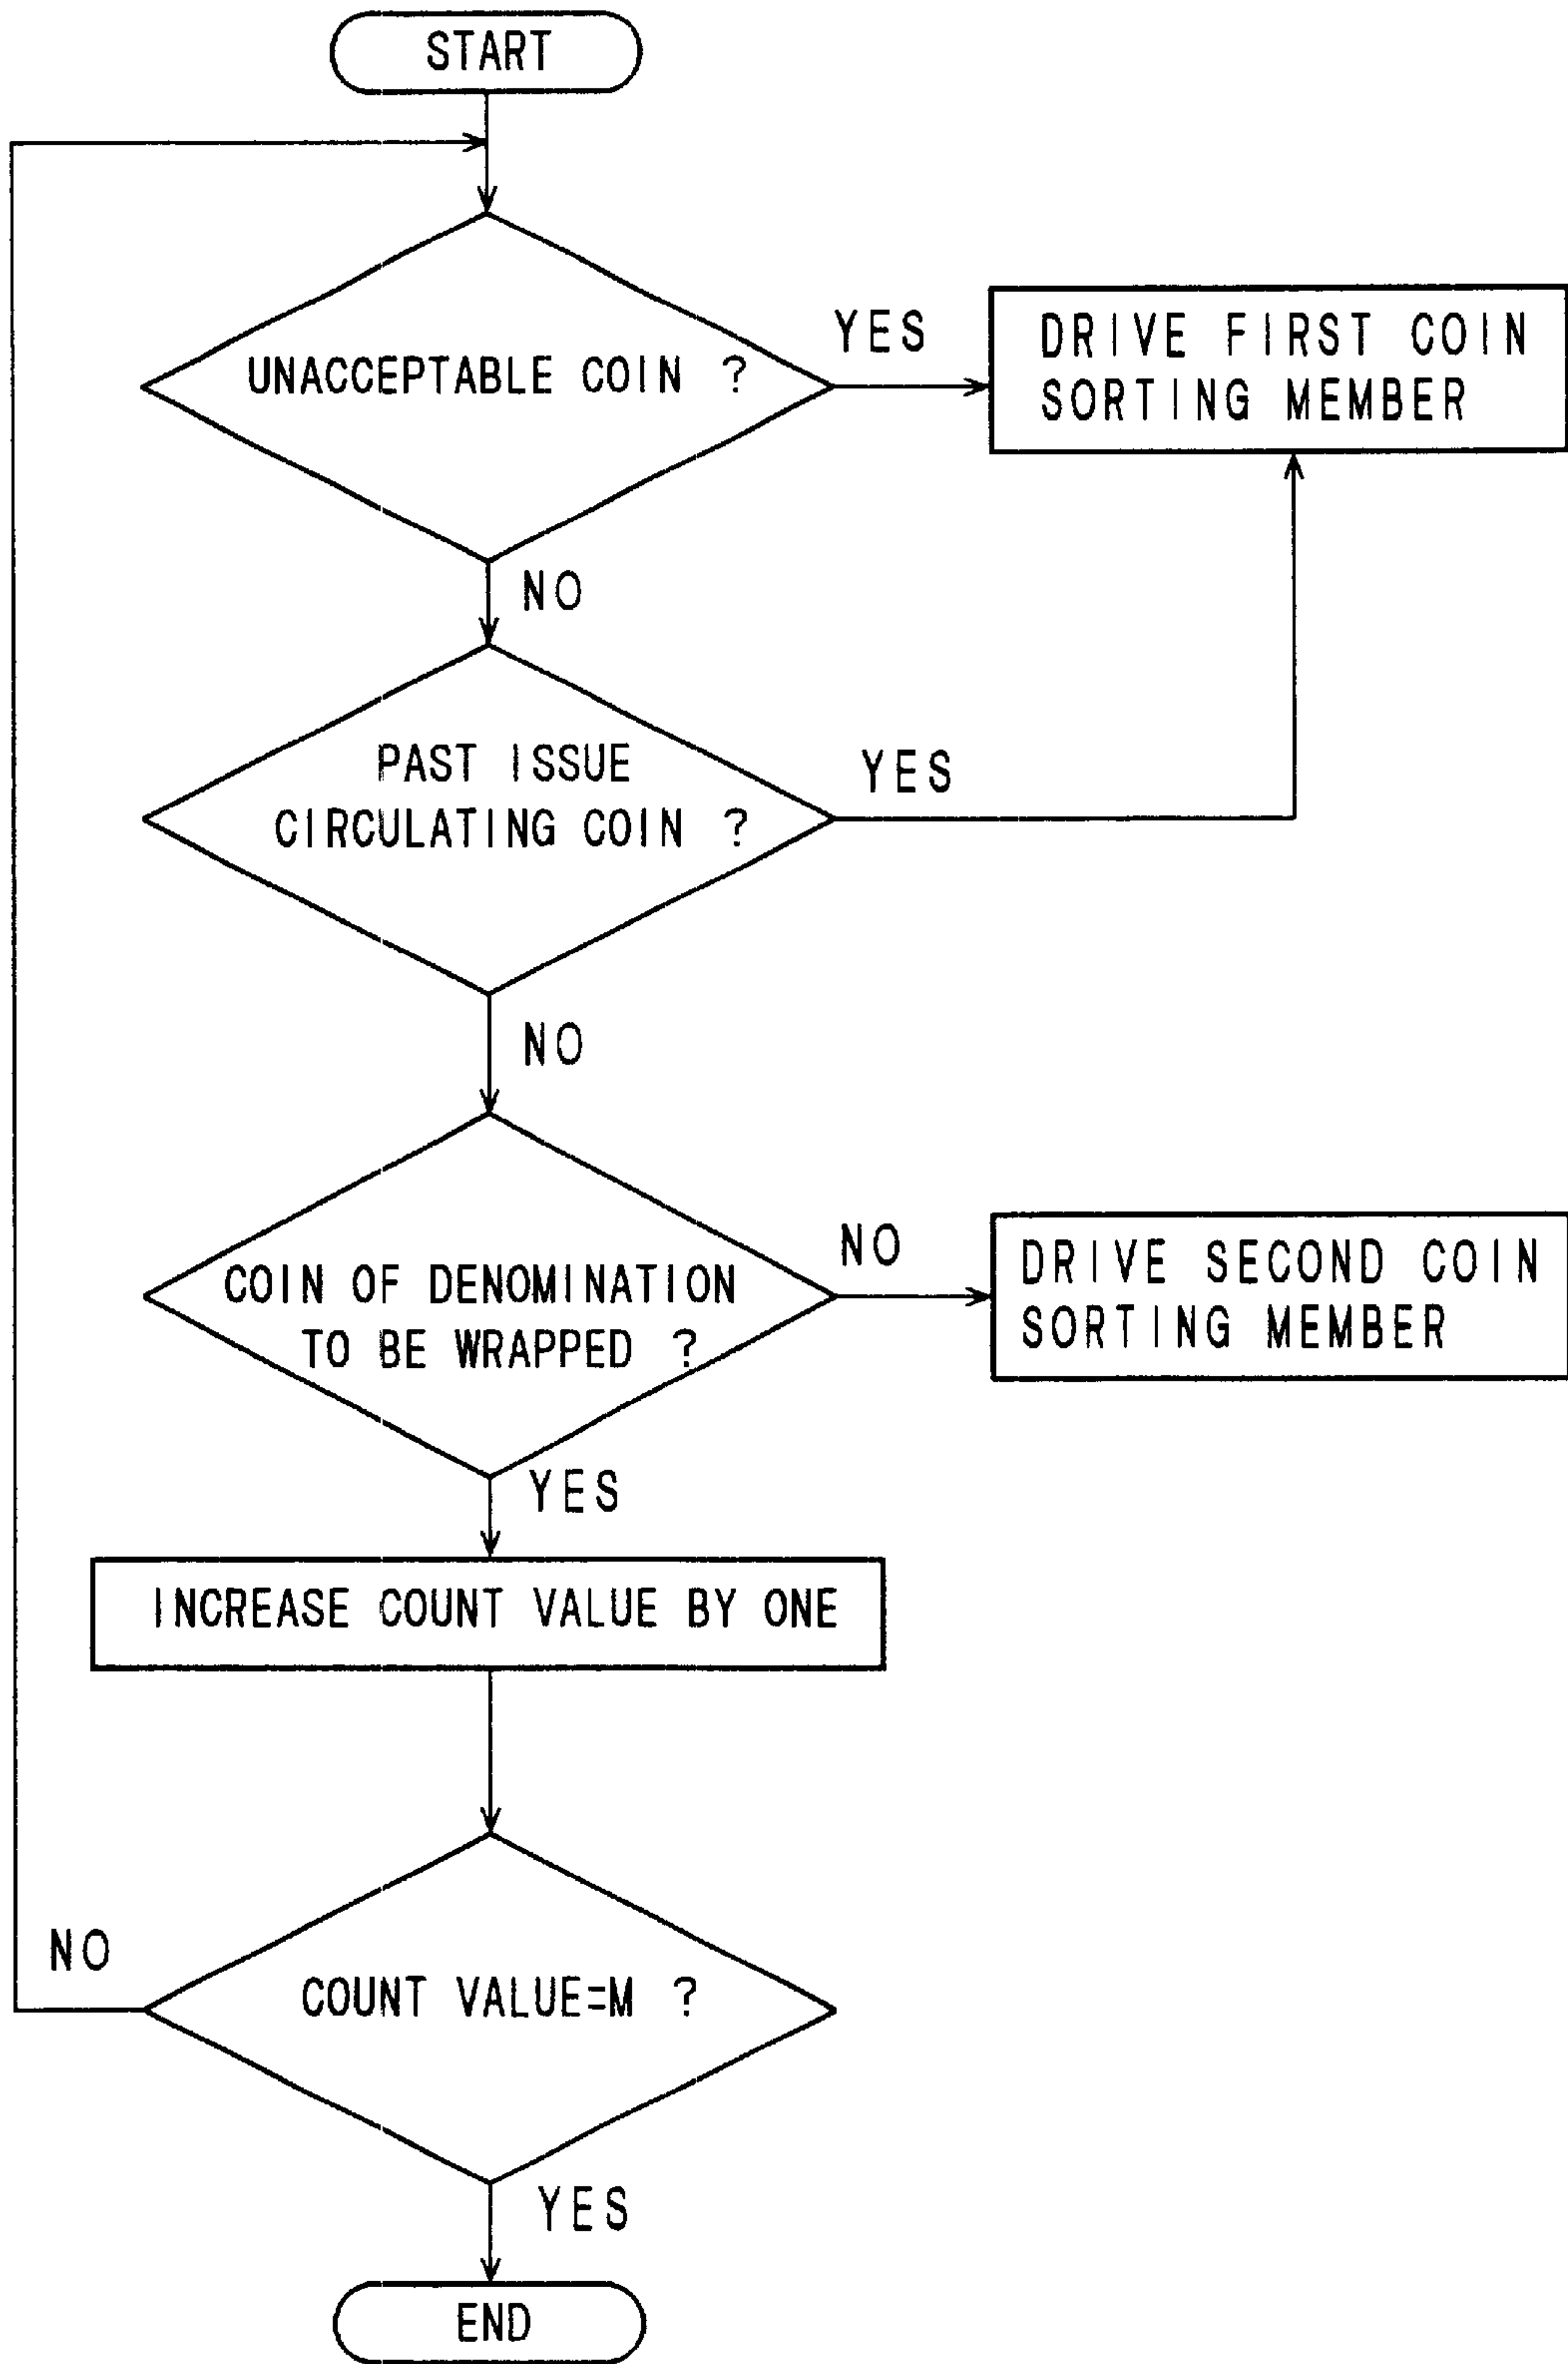 START
UNACCEPTABLE COIN ?
YES
DRIVE FIRST COIN
SORTING MEMBER
NO
PAST ISSUE
CIRCULATING COIN ?
YES
NO
COIN OF DENOMINATION
TO BE WRAPPED ?
NO
DRIVE SECOND COIN
SORTING MEMBER
YES
INCREASE COUNT VALUE BY ONE
COUNT VALUE=M ?
NO
YES
END